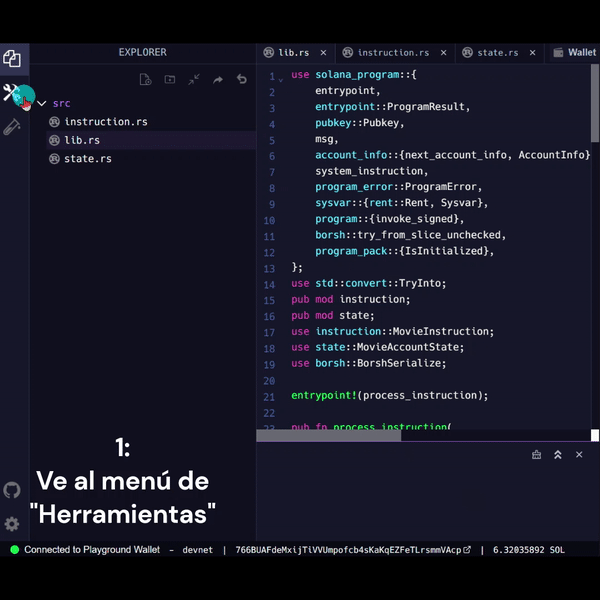 EXPLORER
lib.rs × instruction.rs × state.rs × Wallet
src
instruction.rs
lib.rs
state.rs
1 use solana_program::{
2 entrypoint,
3 entrypoint::ProgramResult,
4 pubkey::Pubkey,
5 msg,
6 account_info::{next_account_info, AccountInfo}
7 system_instruction,
8 program_error::ProgramError,
9 sysvar::{rent::Rent, Sysvar},
10 program::{invoke_signed},
11 borsh::try_from_slice_unchecked,
12 program_pack::{IsInitialized},
13 };
14 use std::convert::TryInto;
15 pub mod instruction;
16 pub mod state;
17 use instruction::MovieInstruction;
18 use state::MovieAccountState;
19 use borsh::BorshSerialize;
20
21 entrypoint!(process_instruction);
22
23 pub fn process_instruction(
1:
Ve al menú de
"Herramientas"
Connected to Playground Wallet - devnet | 766BUAFdeMxijTiVVUmpofcb4sKaKqEZFeTLrsmmVAcp | 6.32035892 SOL